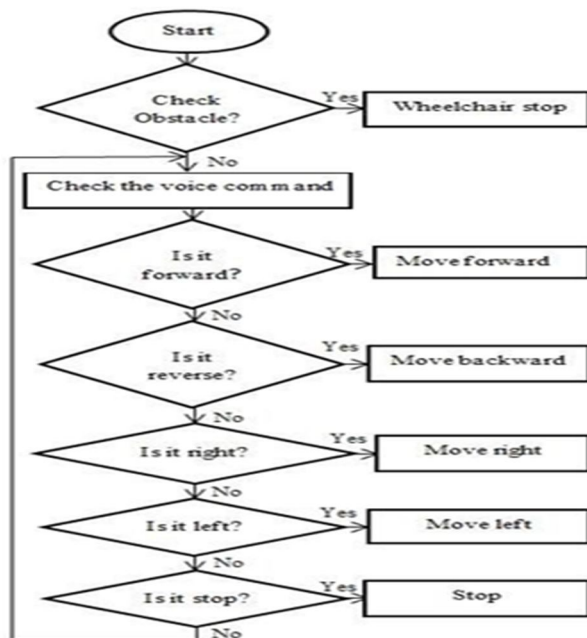 Start
Check
Obstacle?
Yes
Wheelchair stop
No
Check the voice command
Is it
forward?
Yes
Move forward
No
Is it
reverse?
Yes
Move backward
No
Is it right?
Yes
Move right
No
Is it left?
Yes
Move left
No
Is it stop?
Yes
Stop
No